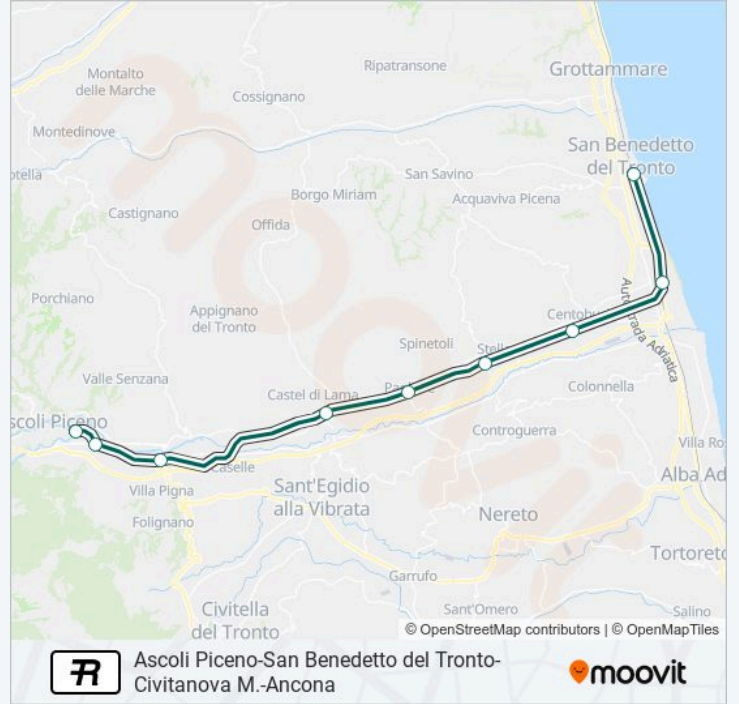 Montalto
delle Marche
Ripatransone
Grottammare
Cossignano
Montedinove
San Benedetto
del Tronto
San Savino
Borgo Miriam
Acquaviva Picena
Castignano
Offida
Porchiano
Appignano
del Tronto
Autostrada Adriatica
Spinetoli
Valle Senzana
Castel di Lama
Colonnella
Controguerra
Villa Ro
Villa Pigna
Sant'Egidio
alla Vibrata
Alba Ad
Folignano
Nereto
Tortoreto
Garrufo
Civitella
del Tronto
Sant'Omero
Salino
© OpenStreetMap contributors | © OpenMapTiles
R
Ascoli Piceno-San Benedetto del Tronto-
Civitanova M.-Ancona
moovit